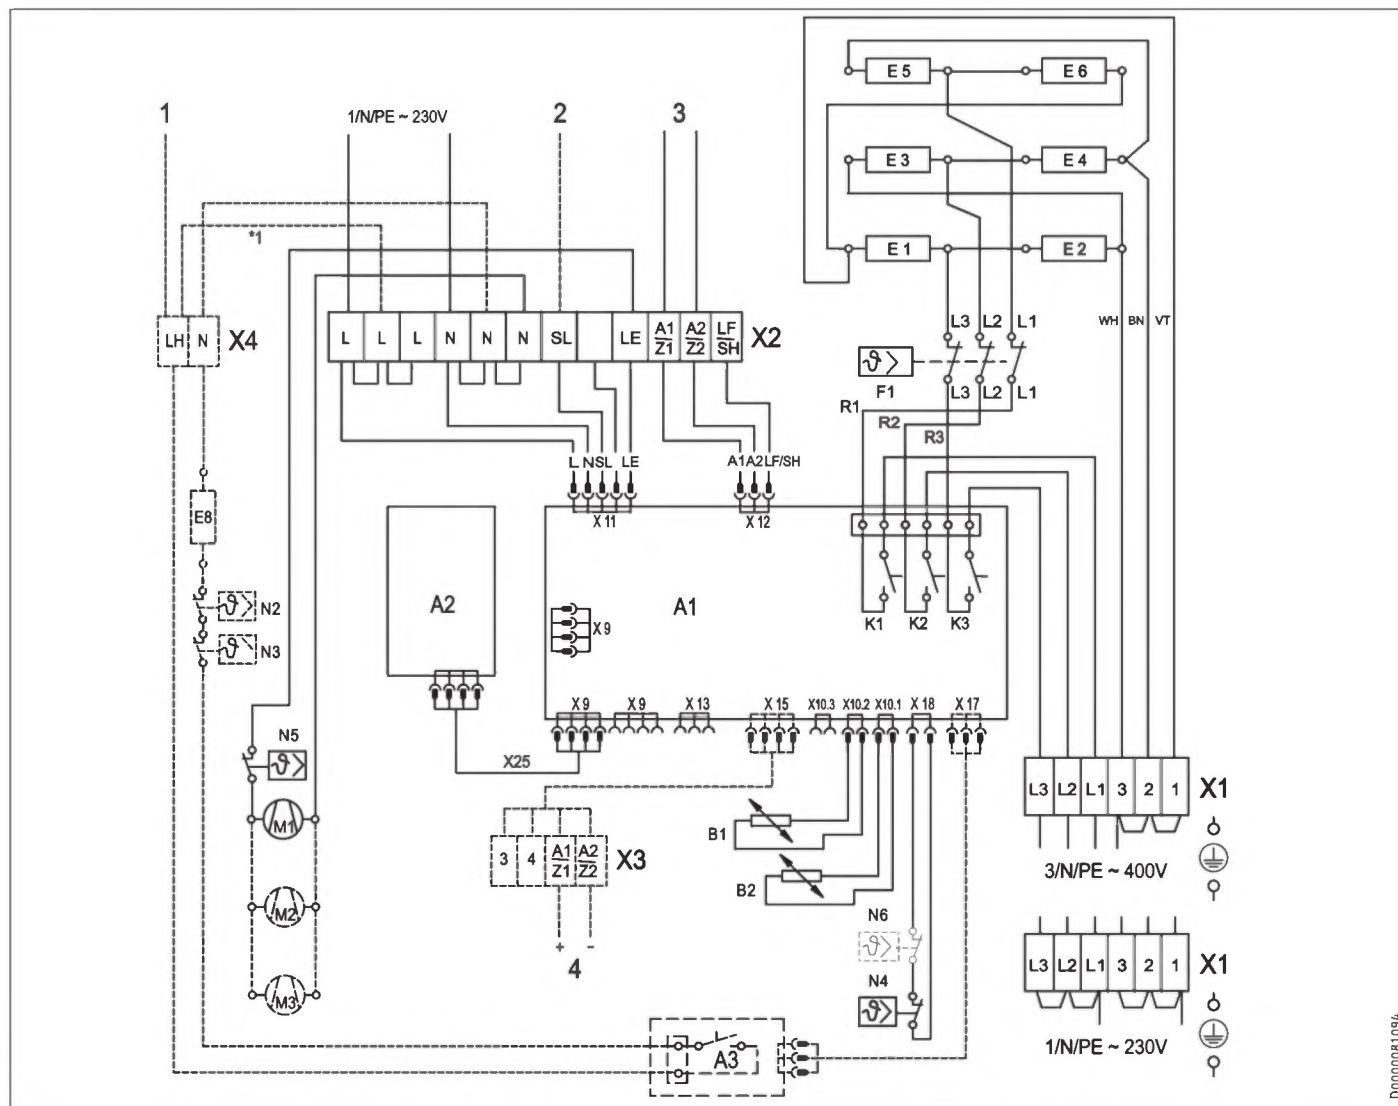 E 5
E 6
1
1/N/PE ~ 230V
2
3
E 3
E 4
*1
E 1
E 2
LH
N
X4
L
L
L
N
N
N
SL
LE
A1
Z1
A2
Z2
LF
SH
X2
L3
L2
L1
WH
BN
VT
F1
L3
L2
L1
R1
R2
R3
L
N
SL
LE
A1
A2
LF/SH
X 11
X 12
E8
A2
A1
X 9
K1
K2
K3
N2
N3
X 9
X 9
X 13
X 15
X10.3
X10.2
X10.1
X 18
X 17
N5
X25
L3
L2
L1
3
2
1
X1
M1
B1
3
4
A1
Z1
A2
Z2
X3
3/N/PE ~ 400V
B2
M2
N6
+
-
4
L3
L2
L1
3
2
1
X1
N4
M3
1/N/PE ~ 230V
A3
D0000081094